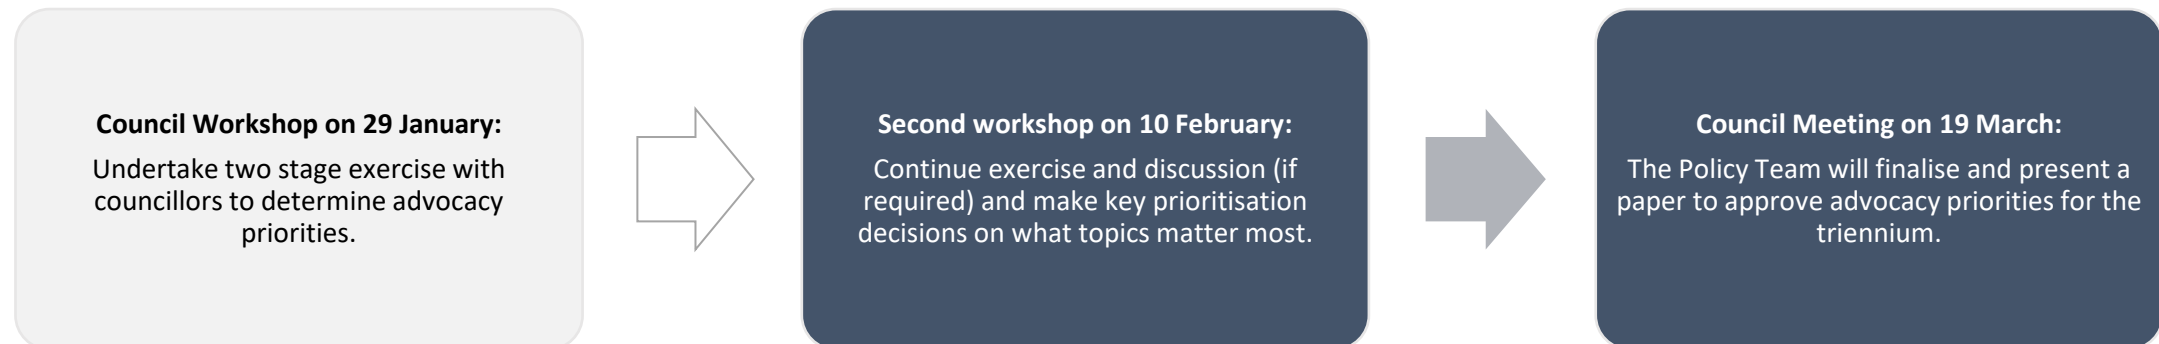 Council Workshop on 29 January:
Undertake two stage exercise with
councillors to determine advocacy
priorities.
Second workshop on 10 February:
Continue exercise and discussion (if
required) and make key prioritisation
decisions on what topics matter most.
Council Meeting on 19 March:
The Policy Team will finalise and present a
paper to approve advocacy priorities for the
triennium.